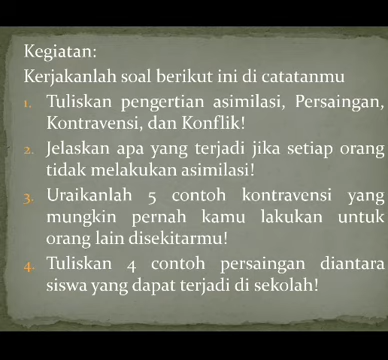 Kegiatan:
Kerjakanlah soal berikut ini di catatanmu
1. Tuliskan pengertian asimilasi, Persaingan,
Kontravensi, dan Konflik!
2. Jelaskan apa yang terjadi jika setiap orang
tidak melakukan asimilasi!
3. Uraikanlah 5 contoh kontravensi yang
mungkin pernah kamu lakukan untuk
orang lain disekitarmu!
4. Tuliskan 4 contoh persaingan diantara
siswa yang dapat terjadi di sekolah!